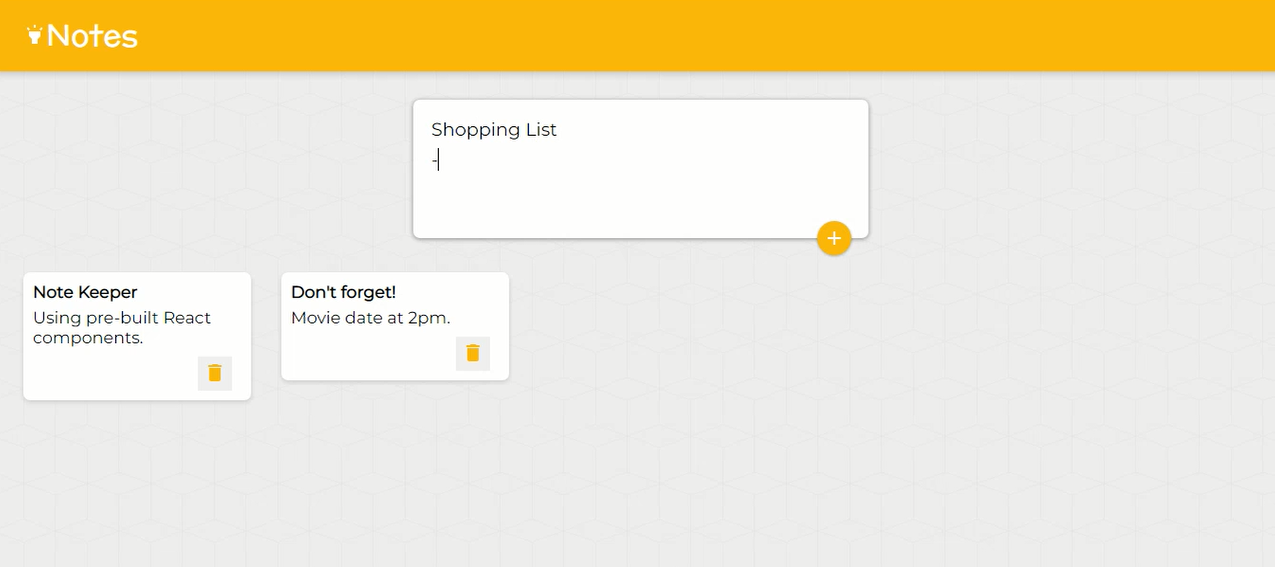 Notes
Shopping List
-
Note Keeper
Using pre-built React
components.
Don't forget!
Movie date at 2pm.